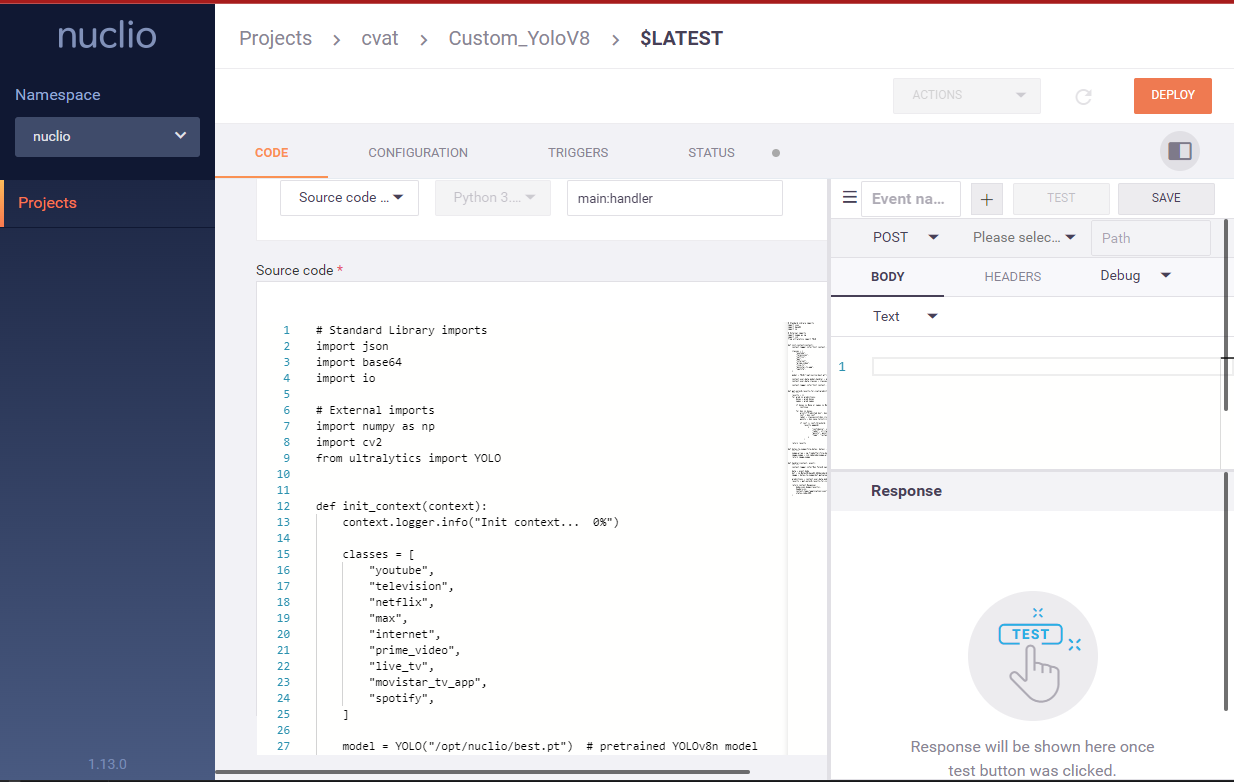 nuclio
Namespace
nuclio
Projects
1.13.0
Projects > cvat > Custom_YoloV8 > $LATEST
ACTIONS
DEPLOY
CODE CONFIGURATION TRIGGERS STATUS
Source code ... Python 3.... main:handler
Source code *
1 # Standard Library imports
2 import json
3 import base64
4 import io
5
6 # External imports
7 import numpy as np
8 import cv2
9 from ultralytics import YOLO
10
11
12 def init_context(context):
13     context.logger.info("Init context...  0%")
14
15     classes = [
16         "youtube",
17         "television",
18         "netflix",
19         "max",
20         "internet",
21         "prime_video",
22         "live_tv",
23         "movistar_tv_app",
24         "spotify",
25     ]
26
27     model = YOLO("/opt/nuclio/best.pt")  # pretrained YOLOv8n model
Event na... + TEST SAVE
POST Please selec... Path
BODY HEADERS Debug
Text
1
Response
TEST
Response will be shown here once
test button was clicked.